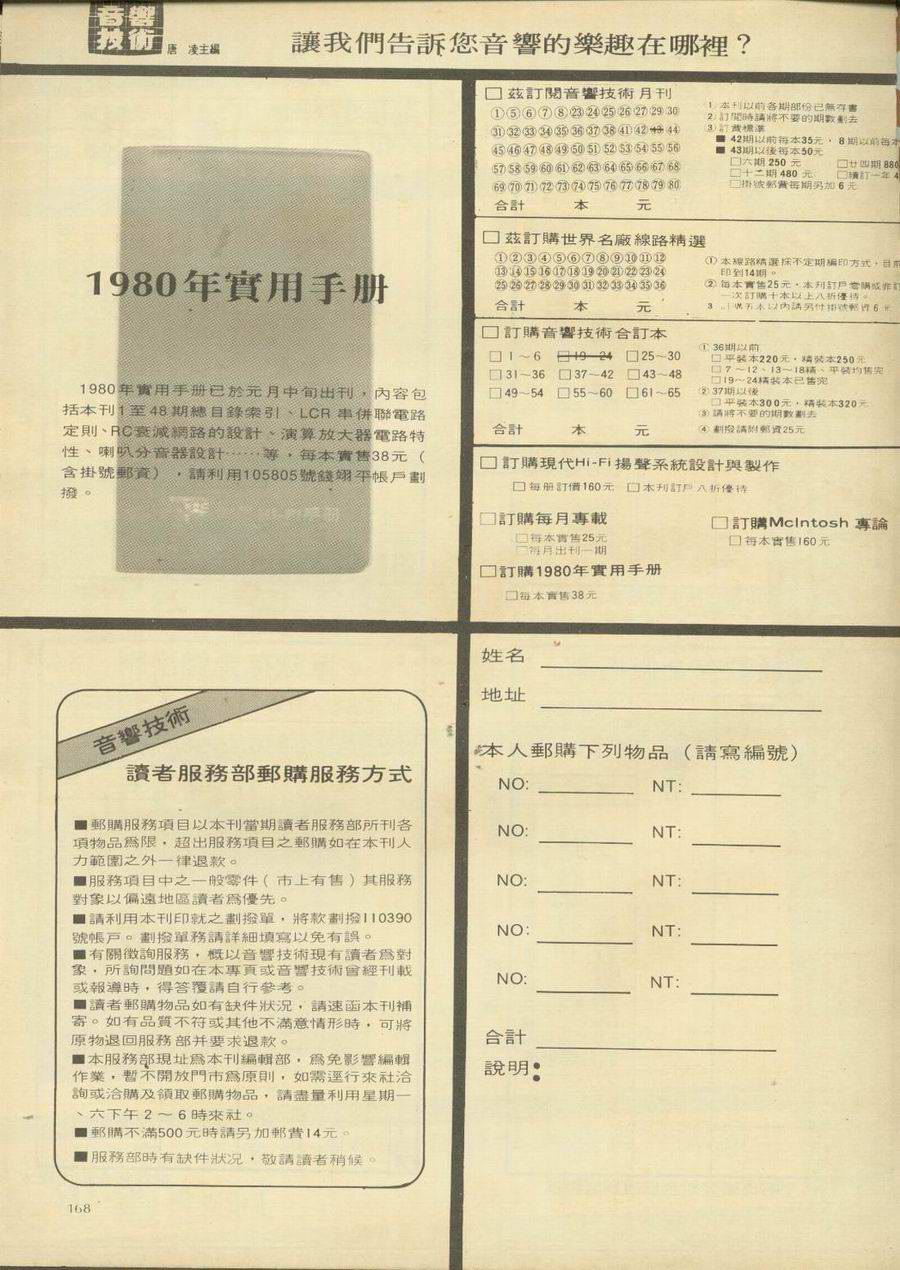 音響
技術
唐　凌主編
讓我們告訴您音響的樂趣在哪裡？
1980年實用手册
1980年實用手册已於元月中旬出刊，內容包
括本刊1至48期總目錄索引、LCR串併聯電路
定則、RC衰減網路的設計、演算放大器電路特
性、喇叭分音器設計……等，每本實售38元（
含掛號郵資），請利用105805號錢翊平帳戶劃
撥。
□ 茲訂閱音響技術月刊
①⑤⑥⑦⑧㉓㉔㉕㉖㉗㉙㉚
㉛㉜㉝㉞㉟㊱㊲㊳㊶㊷㊸㊹
㊺㊻㊼㊽㊾㊿ 51 52 53 54 55 56
57 58 59 60 61 62 63 64 65 66 67 68
69 70 71 72 73 74 75 76 77 78 79 80
合計　　本　　元
1. 本刊以前各期部份已無存書
2. 訂閱時請將不要的期數劃去
3. 訂費標準
■ 42期以前每本35元，8期以前每本
■ 43期以後每本50元
□六期 250 元　□廿四期 880
□十二期 480 元　□續訂一年 4
□掛號郵費每期另加 6 元
□ 茲訂購世界名廠線路精選
①②③④⑤⑥⑦⑧⑨⑩⑪⑫
⑬⑭⑮⑯⑰⑱⑲⑳㉑㉒㉓㉔
㉕㉖㉗㉘㉙㉚㉛㉜㉝㉞㉟㊱
合計　　本　　元
① 本線路精選採不定期編印方式，目前
印到14期。
② 每本實售25元，本刊訂戶零購或非訂
一次訂購十本以上八折優待。
3. 訂購五本以內請另付掛號郵資 6 元
□ 訂購音響技術合訂本
□ 1～6　□ 19～24　□ 25～30
□ 31～36　□ 37～42　□ 43～48
□ 49～54　□ 55～60　□ 61～65
合計　　本　　元
① 36期以前
□ 平裝本220元，精裝本250元
□ 7～12、13～18精、平裝均售完
□ 19～24精裝本已售完
② 37期以後
□ 平裝本300元，精裝本320元
③ 請將不要的期數劃去
④ 劃撥請附郵資25元
□ 訂購現代Hi-Fi揚聲系統設計與製作
□ 每册訂價160元　□ 本刊訂戶八折優待
□訂購每月專載
□每本實售25元
□每月出刊一期
□ 訂購McIntosh 專論
□ 每本實售160元
□訂購1980年實用手册
□每本實售38元
音響技術
讀者服務部郵購服務方式
■郵購服務項目以本刊當期讀者服務部所刊各
項物品為限，超出服務項目之郵購如在本刊人
力範圍之外一律退款。
■服務項目中之一般零件（市上有售）其服務
對象以偏遠地區讀者為優先。
■請利用本刊印就之劃撥單，將款劃撥110390
號帳戶。劃撥單務請詳細填寫以免有誤。
■有關徵詢服務，概以音響技術現有讀者為對
象，所詢問題如在本專頁或音響技術曾經刊載
或報導時，得答覆請自行參考。
■讀者郵購物品如有缺件狀況，請速函本刊補
寄。如有品質不符或其他不滿意情形時，可將
原物退回服務部并要求退款。
■本服務部現址為本刊編輯部，為免影響編輯
作業，暫不開放門市為原則，如需逕行來社洽
詢或洽購及領取郵購物品，請盡量利用星期一
、六下午 2～6 時來社。
■郵購不滿500元時請另加郵費14元。
■服務部時有缺件狀況，敬請讀者稍候。
168
姓名
地址
本人郵購下列物品（請寫編號）
NO:　NT:
NO:　NT:
NO:　NT:
NO:　NT:
NO:　NT:
合計
說明：